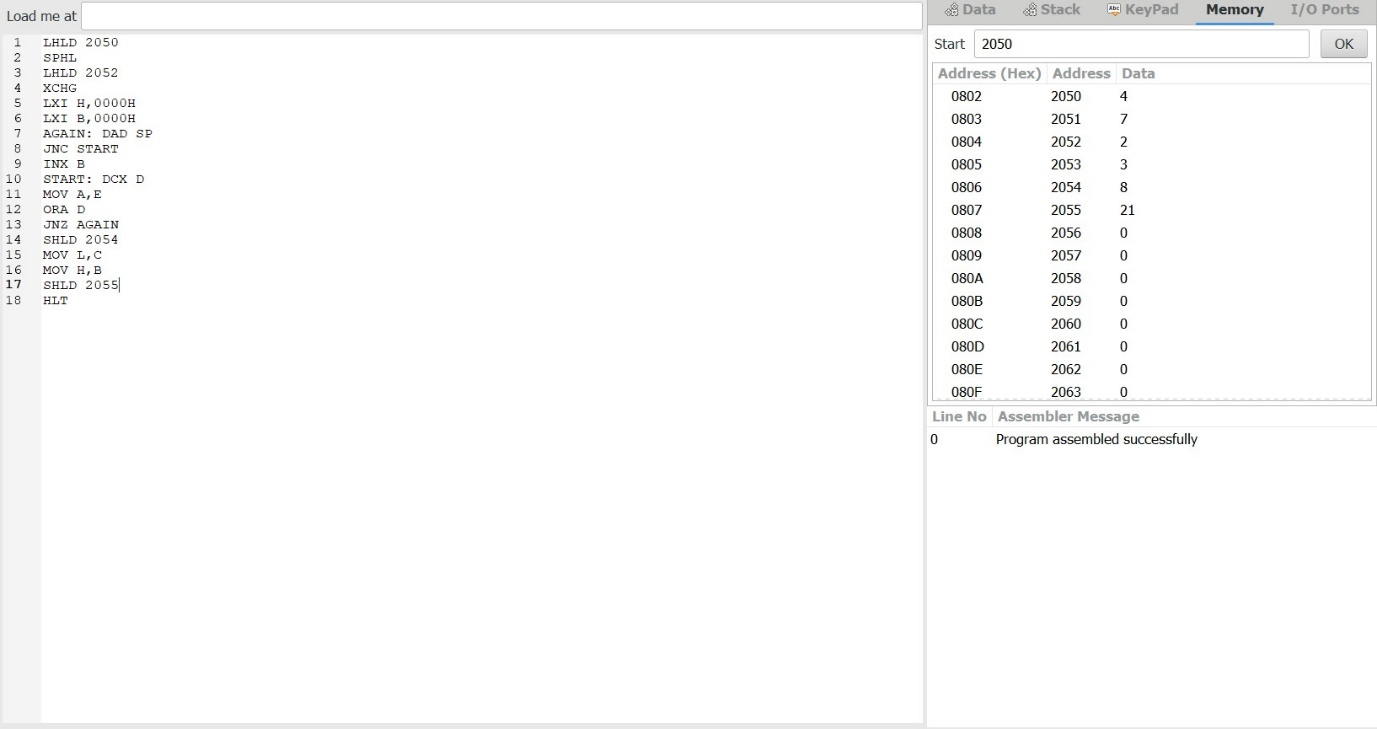 Load me at
1 LHLD 2050
2 SPHL
3 LHLD 2052
4 XCHG
5 LXI H,0000H
6 LXI B,0000H
7 AGAIN: DAD SP
8 JNC START
9 INX B
10 START: DCX D
11 MOV A,E
12 ORA D
13 JNZ AGAIN
14 SHLD 2054
15 MOV L,C
16 MOV H,B
17 SHLD 2055
18 HLT
Data Stack Abc KeyPad Memory I/O Ports
Start 2050 OK
Address (Hex) Address Data
0802 2050 4
0803 2051 7
0804 2052 2
0805 2053 3
0806 2054 8
0807 2055 21
0808 2056 0
0809 2057 0
080A 2058 0
080B 2059 0
080C 2060 0
080D 2061 0
080E 2062 0
080F 2063 0
Line No Assembler Message
0 Program assembled successfully